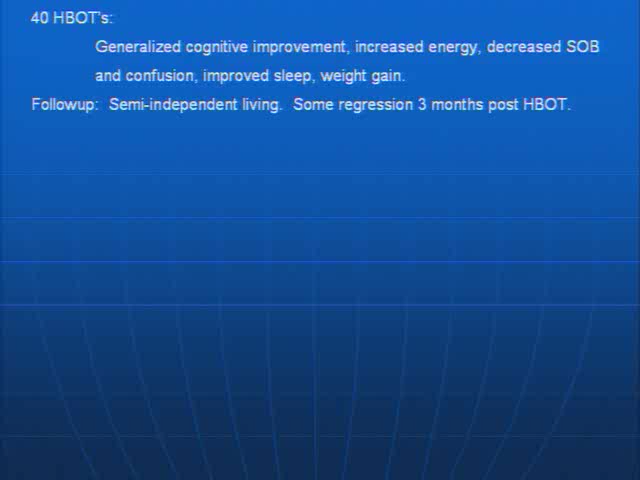 40 HBOT's:
Generalized cognitive improvement, increased energy, decreased SOB
and confusion, improved sleep, weight gain.
Followup:  Semi-independent living.  Some regression 3 months post HBOT.